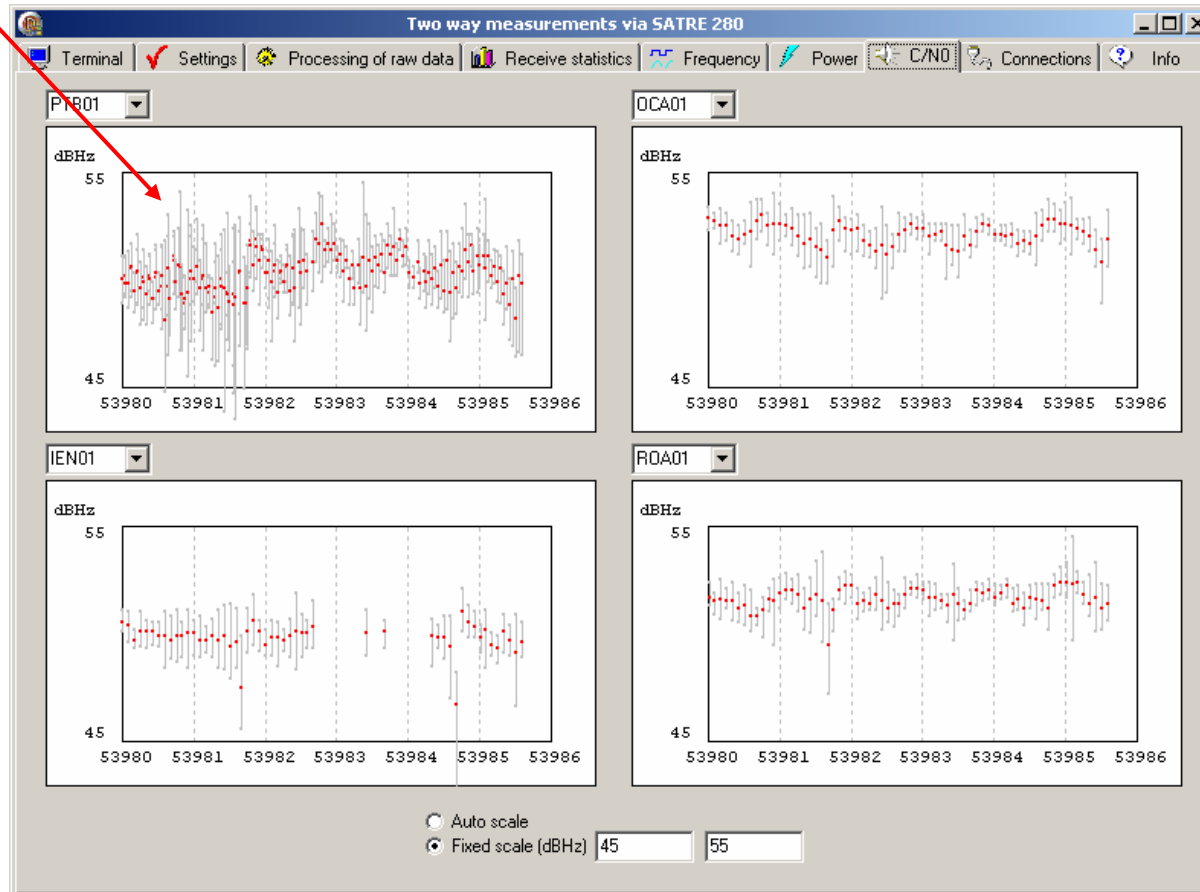 Two way measurements via SATRE 280
Terminal Settings Processing of raw data Receive statistics Frequency Power C/N0 Connections Info
PTB01
dBHz
55
45
53980 53981 53982 53983 53984 53985 53986
OCA01
dBHz
55
45
53980 53981 53982 53983 53984 53985 53986
IEN01
dBHz
55
45
53980 53981 53982 53983 53984 53985 53986
ROA01
dBHz
55
45
53980 53981 53982 53983 53984 53985 53986
Auto scale
Fixed scale (dBHz) 45 55